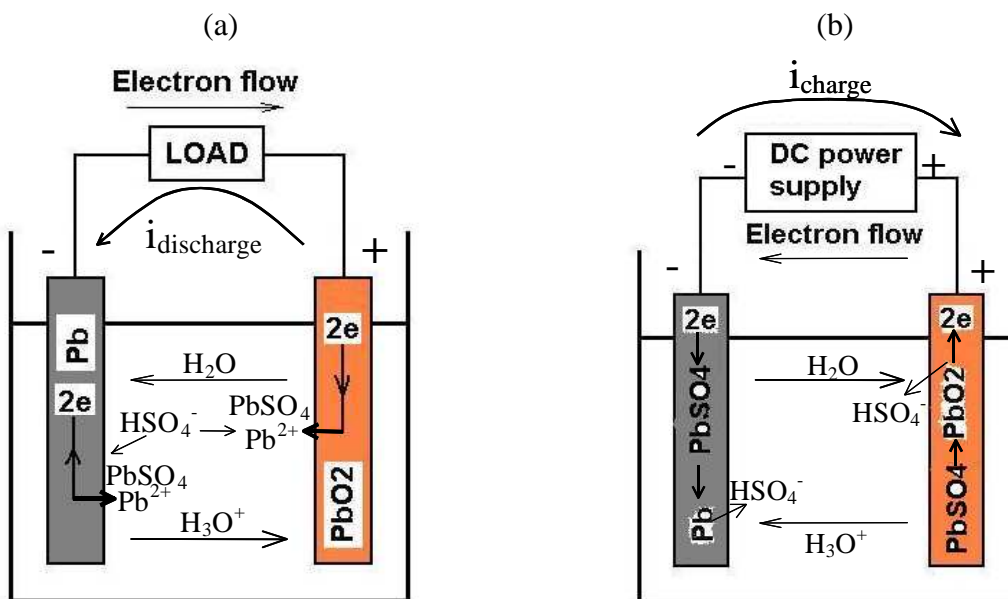 (a)
Electron flow
LOAD
i_discharge
-
+
Pb
2e
2e
H₂O
PbSO₄
HSO₄⁻
Pb²⁺
PbSO₄
Pb²⁺
H₃O⁺
PbO2
(b)
i_charge
-
DC power
supply
+
Electron flow
-
+
2e
2e
PbSO4
H₂O
HSO₄⁻
PbO2
Pb
HSO₄⁻
H₃O⁺
PbSO4